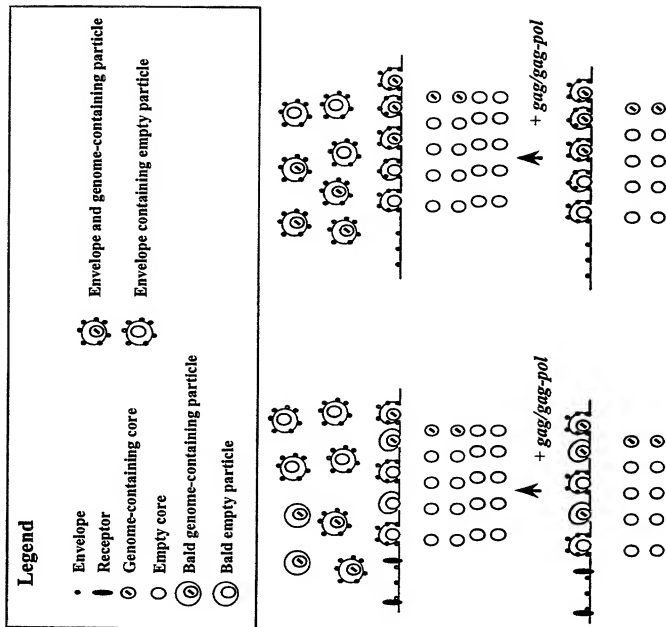 Legend
Envelope
Receptor
Genome-containing core
Empty core
Bald genome-containing particle
Bald empty particle
Envelope and genome-containing particle
Envelope containing empty particle
+ gag/gag-pol
+ gag/gag-pol